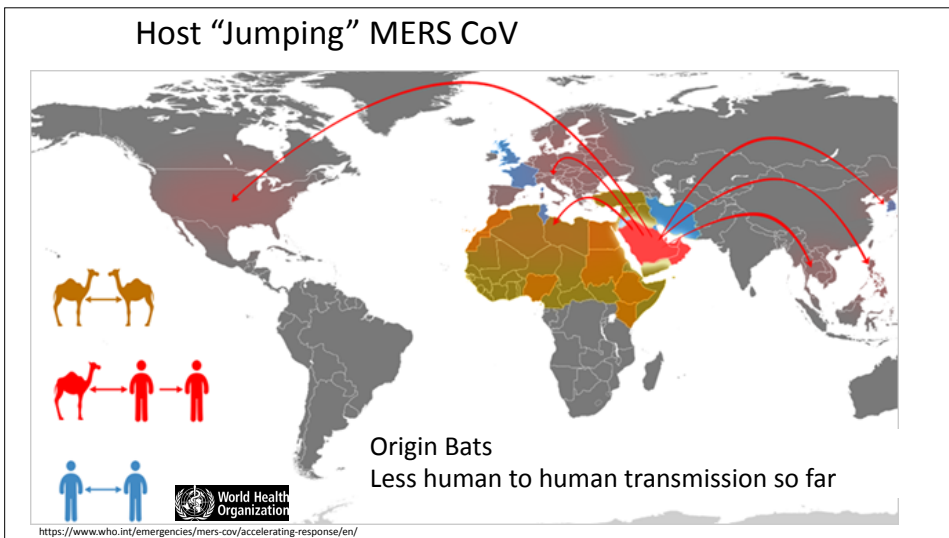 Host “Jumping” MERS CoV
Origin Bats
Less human to human transmission so far
World Health
Organization
https://www.who.int/emergencies/mers-cov/accelerating-response/en/